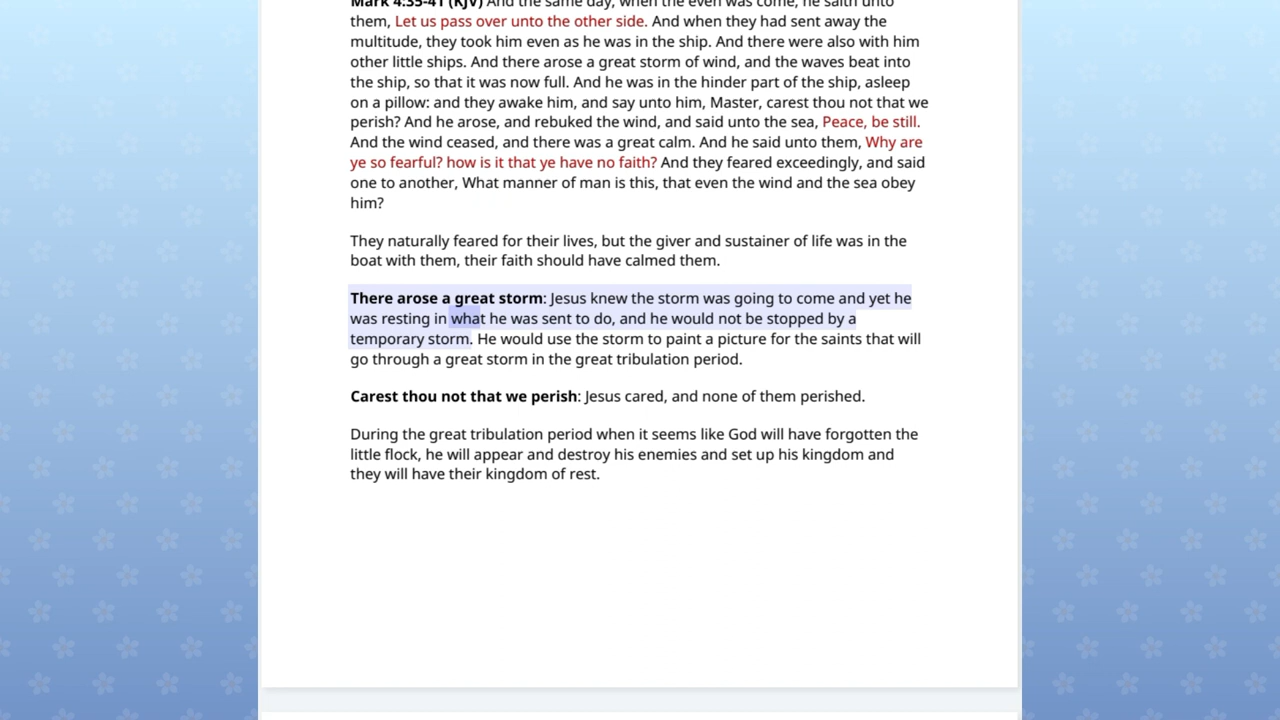 Mark 4:35-41 (KJV) And the same day, when the even was come, he saith unto
them, Let us pass over unto the other side. And when they had sent away the
multitude, they took him even as he was in the ship. And there were also with him
other little ships. And there arose a great storm of wind, and the waves beat into
the ship, so that it was now full. And he was in the hinder part of the ship, asleep
on a pillow: and they awake him, and say unto him, Master, carest thou not that we
perish? And he arose, and rebuked the wind, and said unto the sea, Peace, be still.
And the wind ceased, and there was a great calm. And he said unto them, Why are
ye so fearful? how is it that ye have no faith? And they feared exceedingly, and said
one to another, What manner of man is this, that even the wind and the sea obey
him?
They naturally feared for their lives, but the giver and sustainer of life was in the
boat with them, their faith should have calmed them.
There arose a great storm: Jesus knew the storm was going to come and yet he
was resting in what he was sent to do, and he would not be stopped by a
temporary storm. He would use the storm to paint a picture for the saints that will
go through a great storm in the great tribulation period.
Carest thou not that we perish: Jesus cared, and none of them perished.
During the great tribulation period when it seems like God will have forgotten the
little flock, he will appear and destroy his enemies and set up his kingdom and
they will have their kingdom of rest.